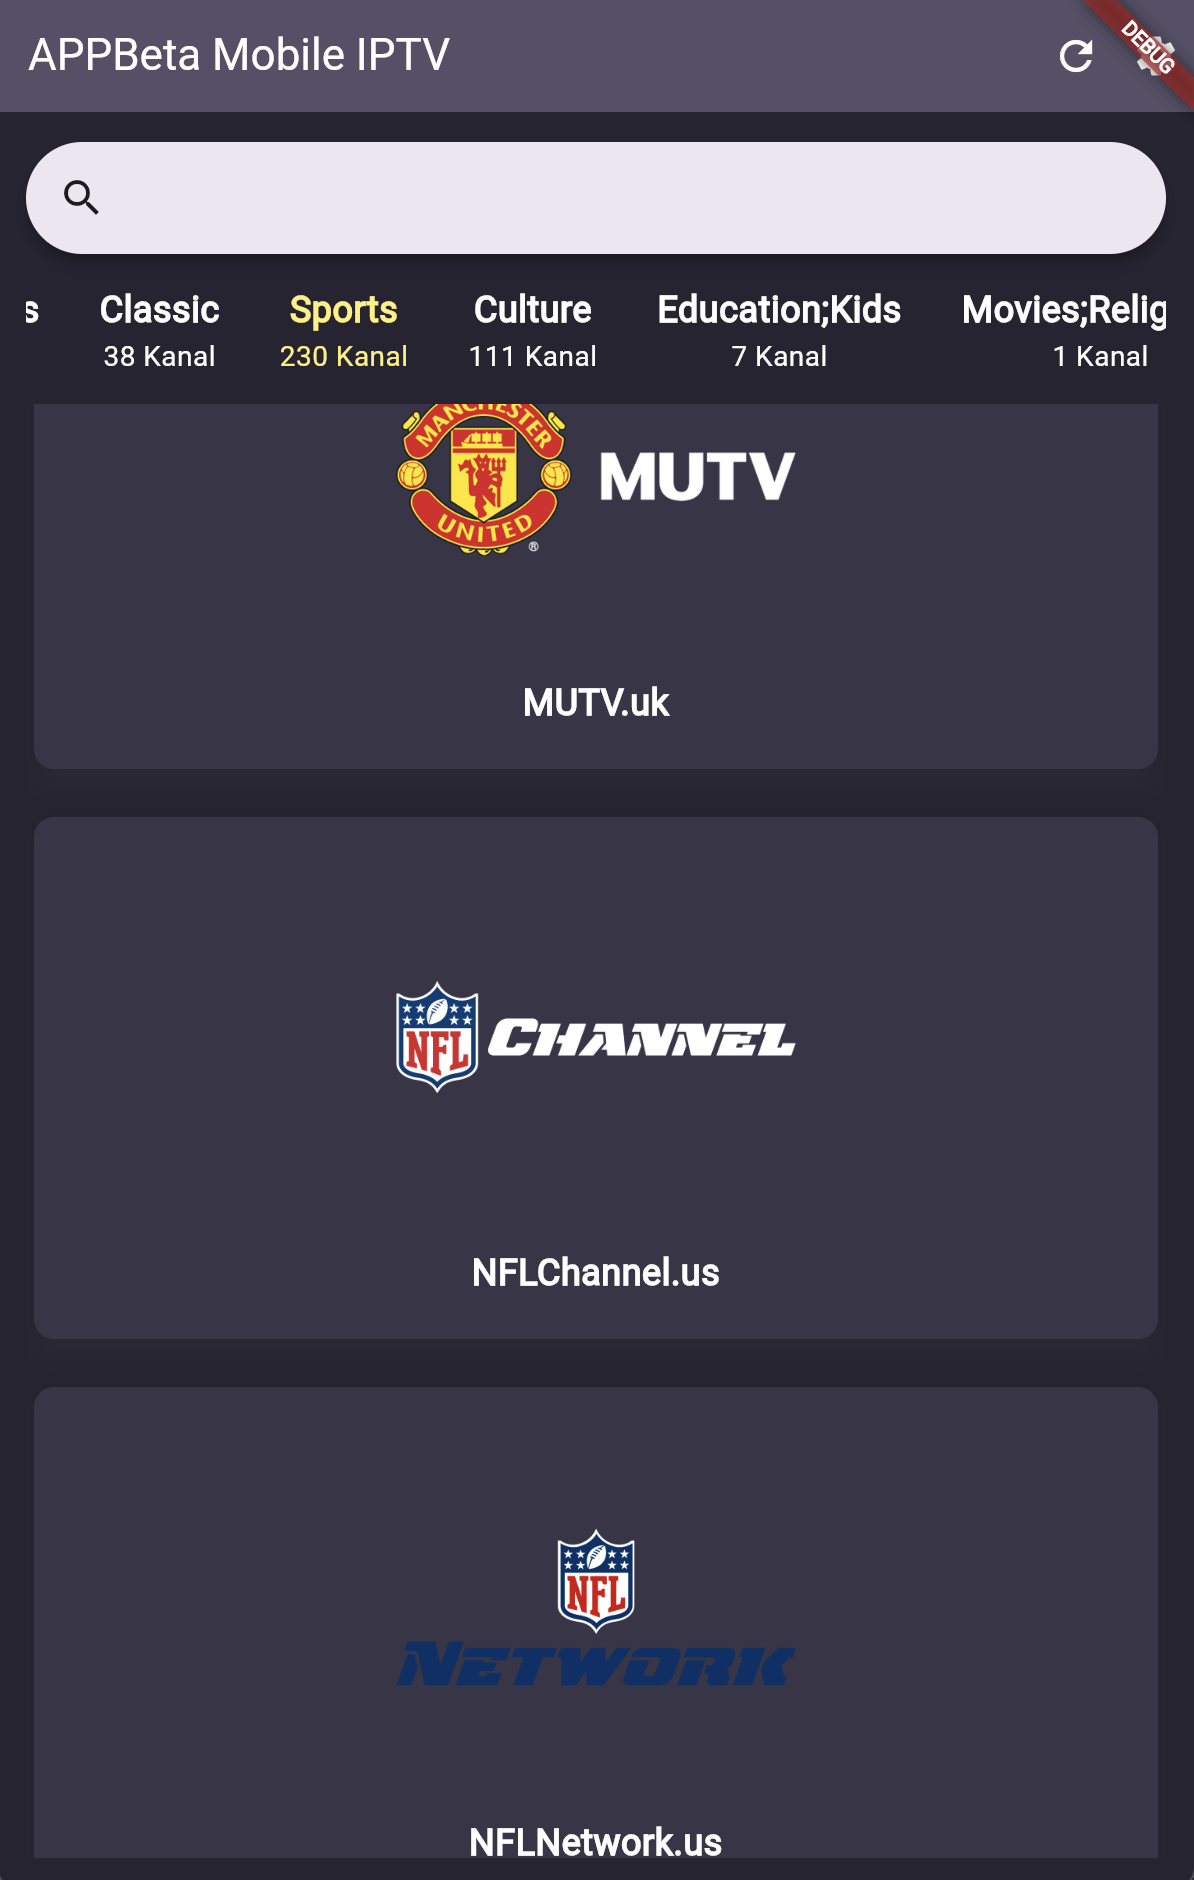 APPBeta Mobile IPTV
DEBUG
s Classic Sports Culture Education;Kids Movies;Relig
38 Kanal 230 Kanal 111 Kanal 7 Kanal 1 Kanal
MANCHESTER
UNITED
®
MUTV
MUTV.uk
NFL CHANNEL
NFLChannel.us
NFL
NETWORK
NFLNetwork.us